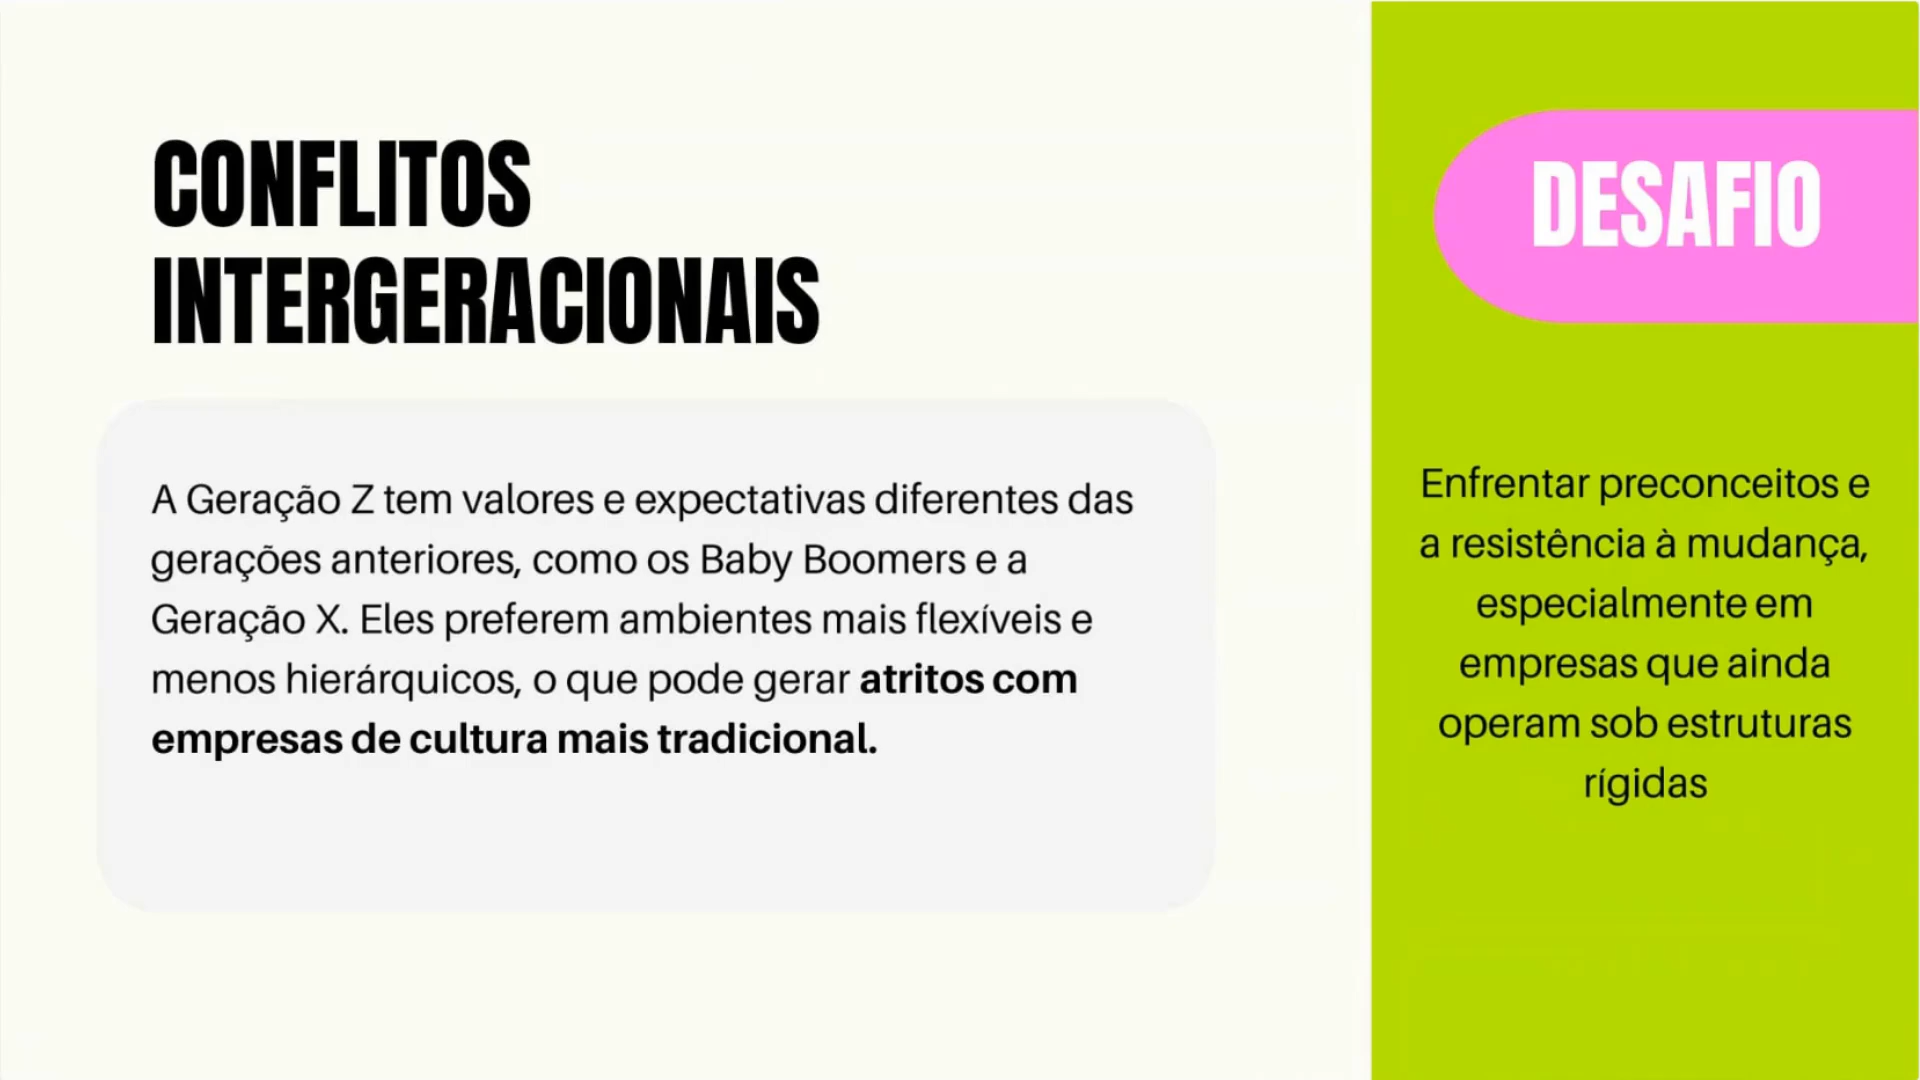 CONFLITOS
INTERGERACIONAIS
A Geração Z tem valores e expectativas diferentes das
gerações anteriores, como os Baby Boomers e a
Geração X. Eles preferem ambientes mais flexíveis e
menos hierárquicos, o que pode gerar atritos com
empresas de cultura mais tradicional.
DESAFIO
Enfrentar preconceitos e
a resistência à mudança,
especialmente em
empresas que ainda
operam sob estruturas
rígidas